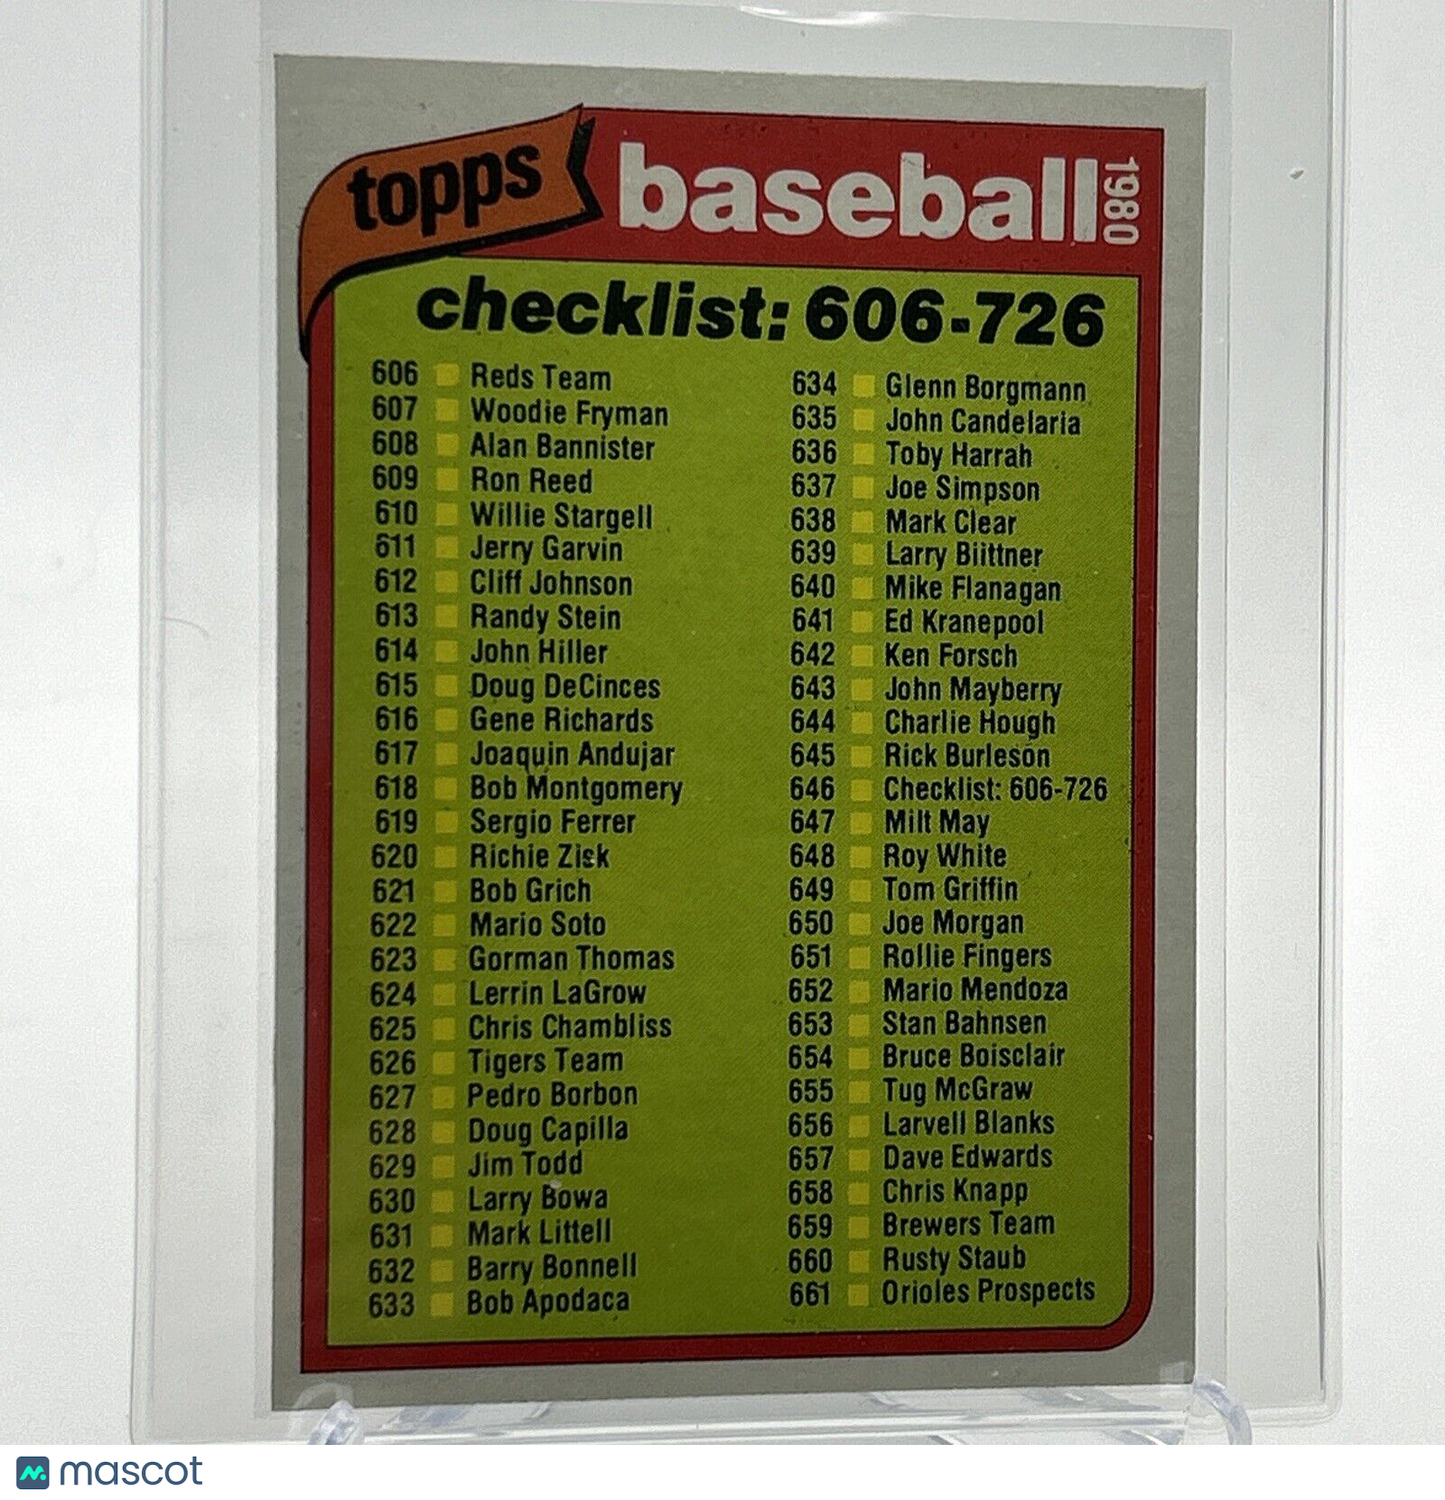 topps
baseball
1980
checklist: 606-726
606 Reds Team
607 Woodie Fryman
608 Alan Bannister
609 Ron Reed
610 Willie Stargell
611 Jerry Garvin
612 Cliff Johnson
613 Randy Stein
614 John Hiller
615 Doug DeCinces
616 Gene Richards
617 Joaquin Andujar
618 Bob Montgomery
619 Sergio Ferrer
620 Richie Zisk
621 Bob Grich
622 Mario Soto
623 Gorman Thomas
624 Lerrin LaGrow
625 Chris Chambliss
626 Tigers Team
627 Pedro Borbon
628 Doug Capilla
629 Jim Todd
630 Larry Bowa
631 Mark Littell
632 Barry Bonnell
633 Bob Apodaca
634 Glenn Borgmann
635 John Candelaria
636 Toby Harrah
637 Joe Simpson
638 Mark Clear
639 Larry Biittner
640 Mike Flanagan
641 Ed Kranepool
642 Ken Forsch
643 John Mayberry
644 Charlie Hough
645 Rick Burleson
646 Checklist: 606-726
647 Milt May
648 Roy White
649 Tom Griffin
650 Joe Morgan
651 Rollie Fingers
652 Mario Mendoza
653 Stan Bahnsen
654 Bruce Boisclair
655 Tug McGraw
656 Larvell Blanks
657 Dave Edwards
658 Chris Knapp
659 Brewers Team
660 Rusty Staub
661 Orioles Prospects
mascot